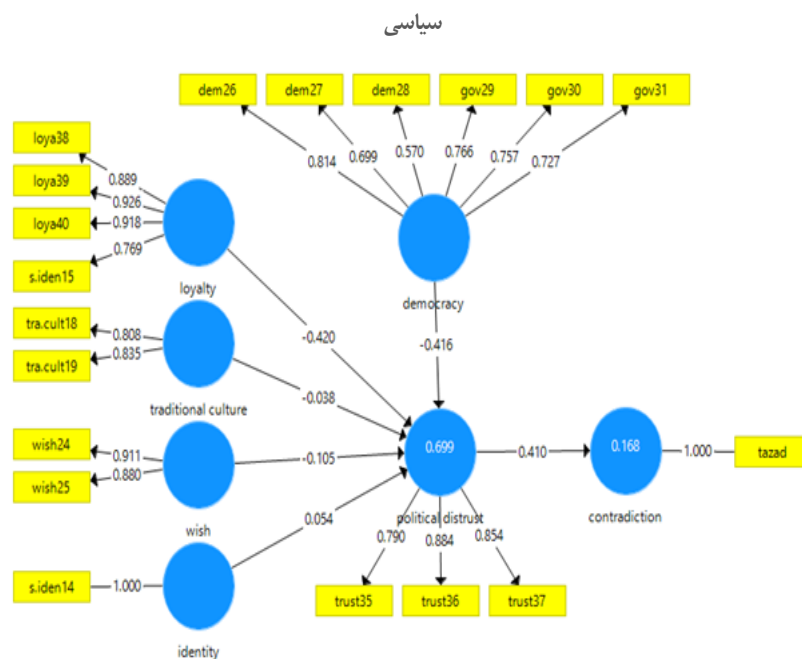 سیاسی
dem26 dem27 dem28 gov29 gov30 gov31
loya38
loya39
loya40
s.iden15
0.889
0.926
0.918
0.769
loyalty
0.814 0.699 0.570 0.766 0.757 0.727
democracy
tra.cult18
tra.cult19
0.808
0.835
traditional culture
-0.420
-0.416
-0.038
wish24
wish25
0.911
0.880
wish
-0.105
0.054
s.iden14
1.000
identity
0.699
political distrust
0.410
0.168
contradiction
1.000
tazad
0.790 0.884 0.854
trust35 trust36 trust37